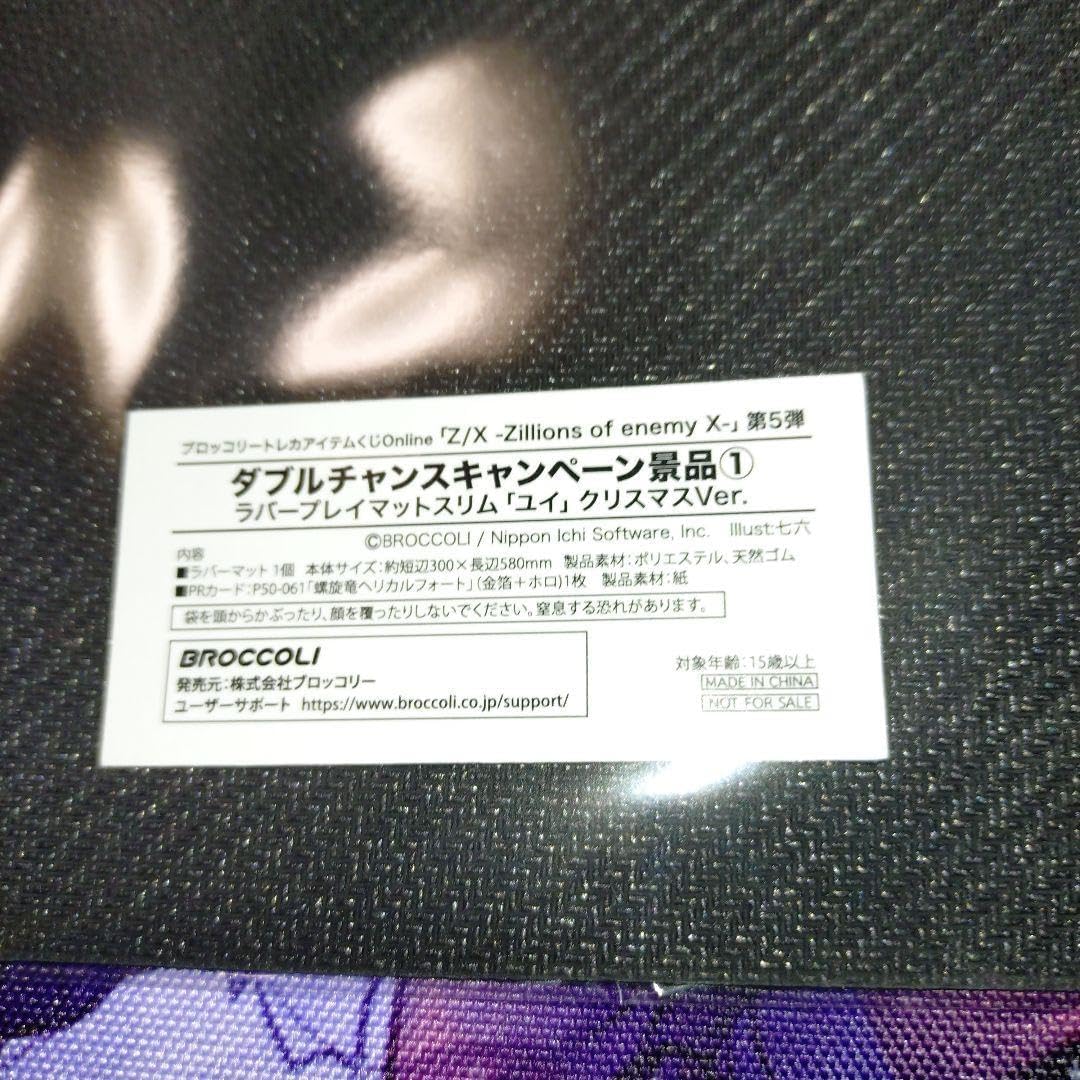 ブロッコリートレカアイテムくじOnline「Z/X -Zillions of enemy X-」第5弾
ダブルチャンスキャンペーン景品①
ラバープレイマットスリム「ユイ」クリスマスVer.
©BROCCOLI / Nippon Ichi Software, Inc. Illust:七六
内容
■ラバーマット 1個 本体サイズ：約短辺300×長辺580mm 製品素材：ポリエステル、天然ゴム
■PRカード：P50-061「螺旋竜ヘリカルフォート」（金箔＋ホロ）1枚 製品素材：紙
袋を頭からかぶったり、顔を覆ったりしないでください。窒息する恐れがあります。
BROCCOLI
発売元：株式会社ブロッコリー
ユーザーサポート https://www.broccoli.co.jp/support/
対象年齢：15歳以上
MADE IN CHINA
NOT FOR SALE